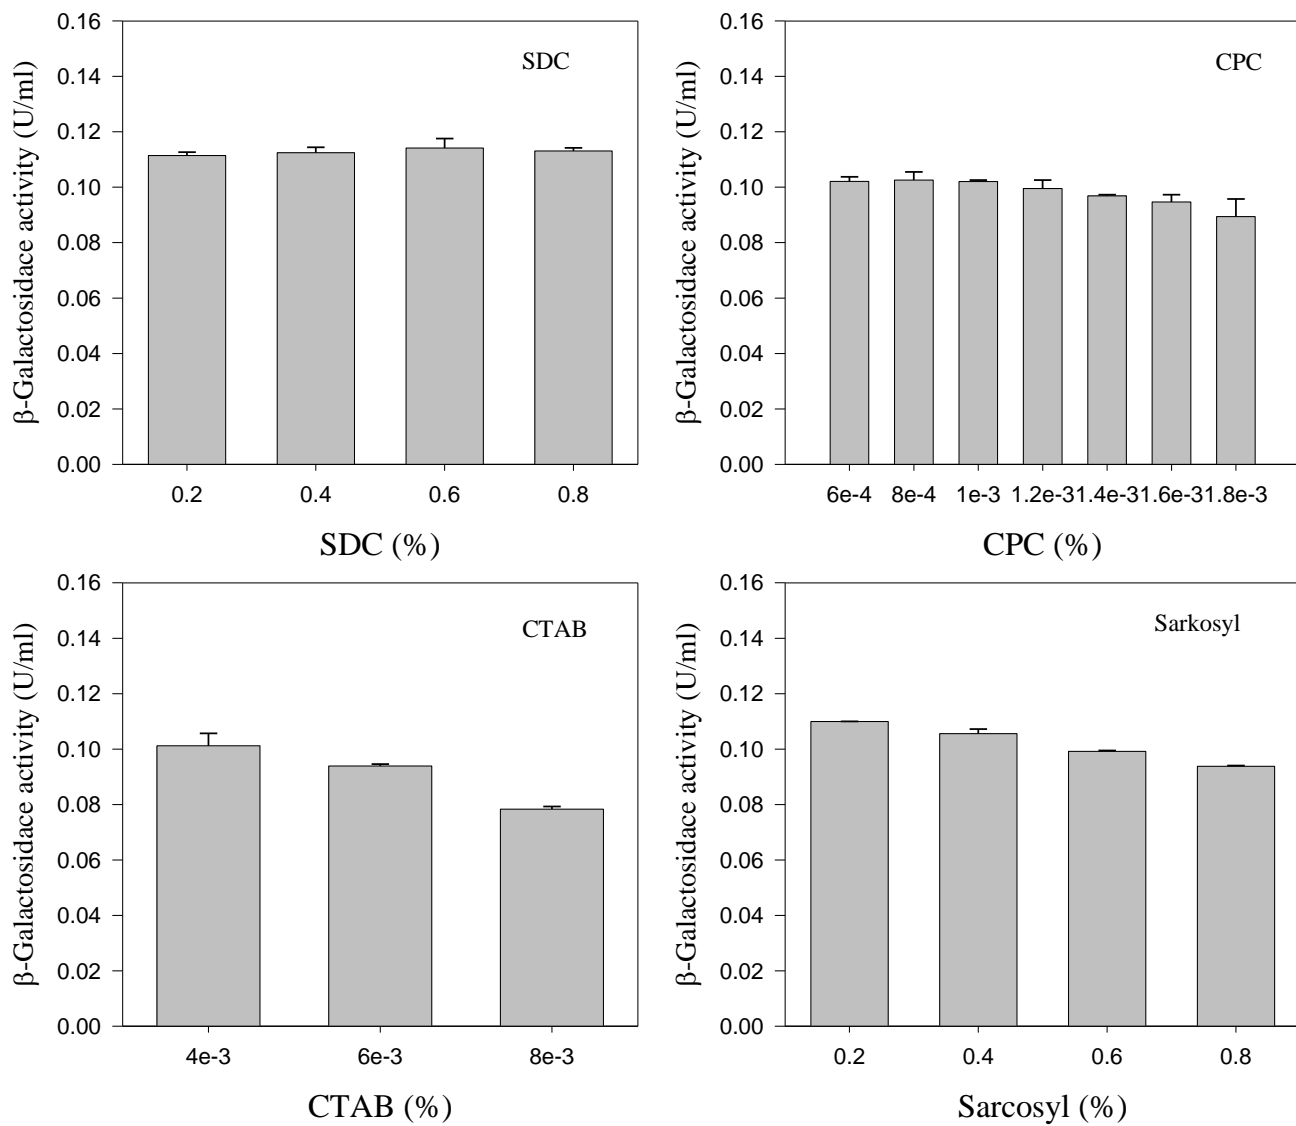 β-Galactosidace activity (U/ml)
0.16
0.14
0.12
0.10
0.08
0.06
0.04
0.02
0.00
SDC
0.2 0.4 0.6 0.8
SDC (%)
β-Galactosidace activity (U/ml)
0.16
0.14
0.12
0.10
0.08
0.06
0.04
0.02
0.00
CPC
6e-4 8e-4 1e-3 1.2e-31.4e-31.6e-31.8e-3
CPC (%)
β-Galactosidace activity (U/ml)
0.16
0.14
0.12
0.10
0.08
0.06
0.04
0.02
0.00
CTAB
4e-3 6e-3 8e-3
CTAB (%)
β-Galactosidace activity (U/ml)
0.16
0.14
0.12
0.10
0.08
0.06
0.04
0.02
0.00
Sarkosyl
0.2 0.4 0.6 0.8
Sarcosyl (%)